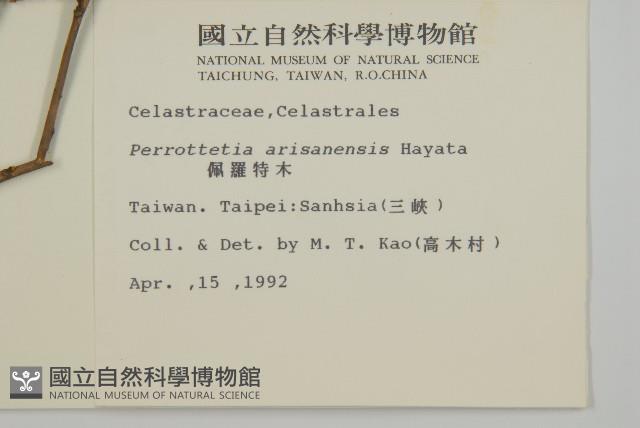 國立自然科學博物館
NATIONAL MUSEUM OF NATURAL SCIENCE
TAICHUNG, TAIWAN, R.O.CHINA
Celastraceae,Celastrales
Perrottetia arisanensis Hayata
佩羅特木
Taiwan. Taipei:Sanhsia(三峽)
Coll. & Det. by M. T. Kao(高木村)
Apr. ,15 ,1992
國立自然科學博物館
NATIONAL MUSEUM OF NATURAL SCIENCE